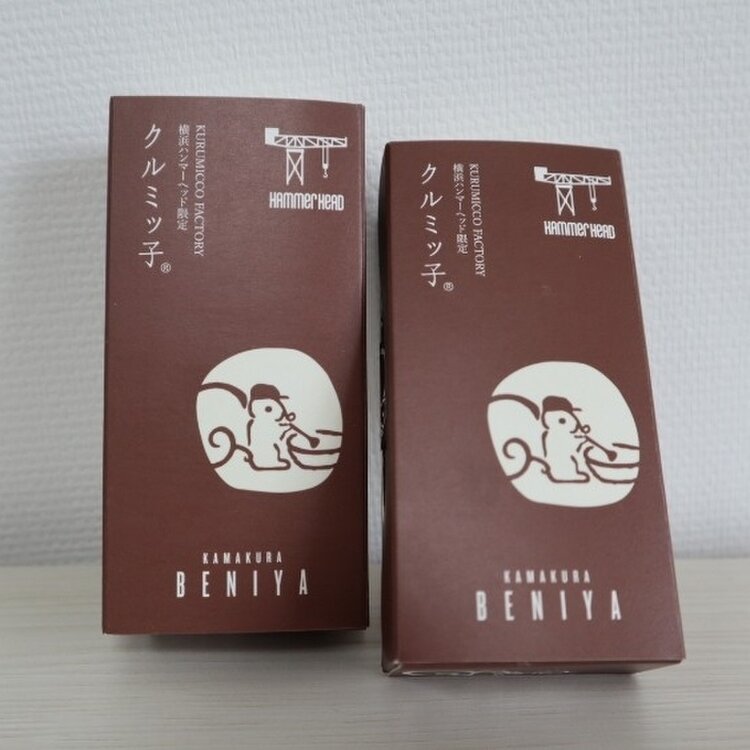 クルミッ子®
横浜ハンマーヘッド限定
KURUMICCO FACTORY
HAMMERHEAD
KAMAKURA
BENIYA
クルミッ子®
横浜ハンマーヘッド限定
KURUMICCO FACTORY
HAMMERHEAD
KAMAKURA
BENIYA